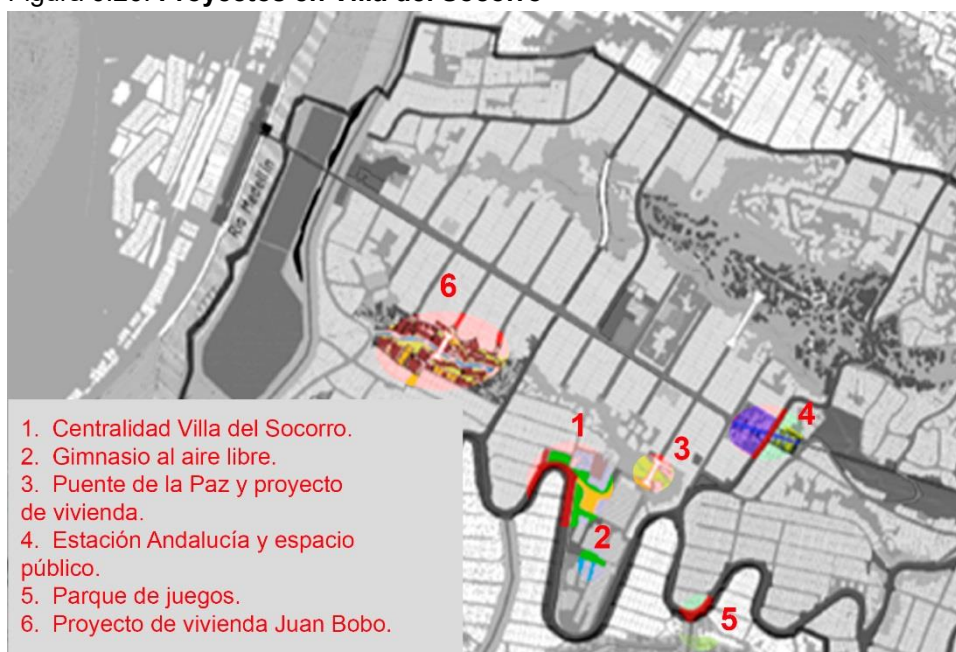 Figura 3.23. Proyectos en Villa del Socorro
Río Medellín
6
1
3
4
2
5
1. Centralidad Villa del Socorro.
2. Gimnasio al aire libre.
3. Puente de la Paz y proyecto
de vivienda.
4. Estación Andalucía y espacio
público.
5. Parque de juegos.
6. Proyecto de vivienda Juan Bobo.